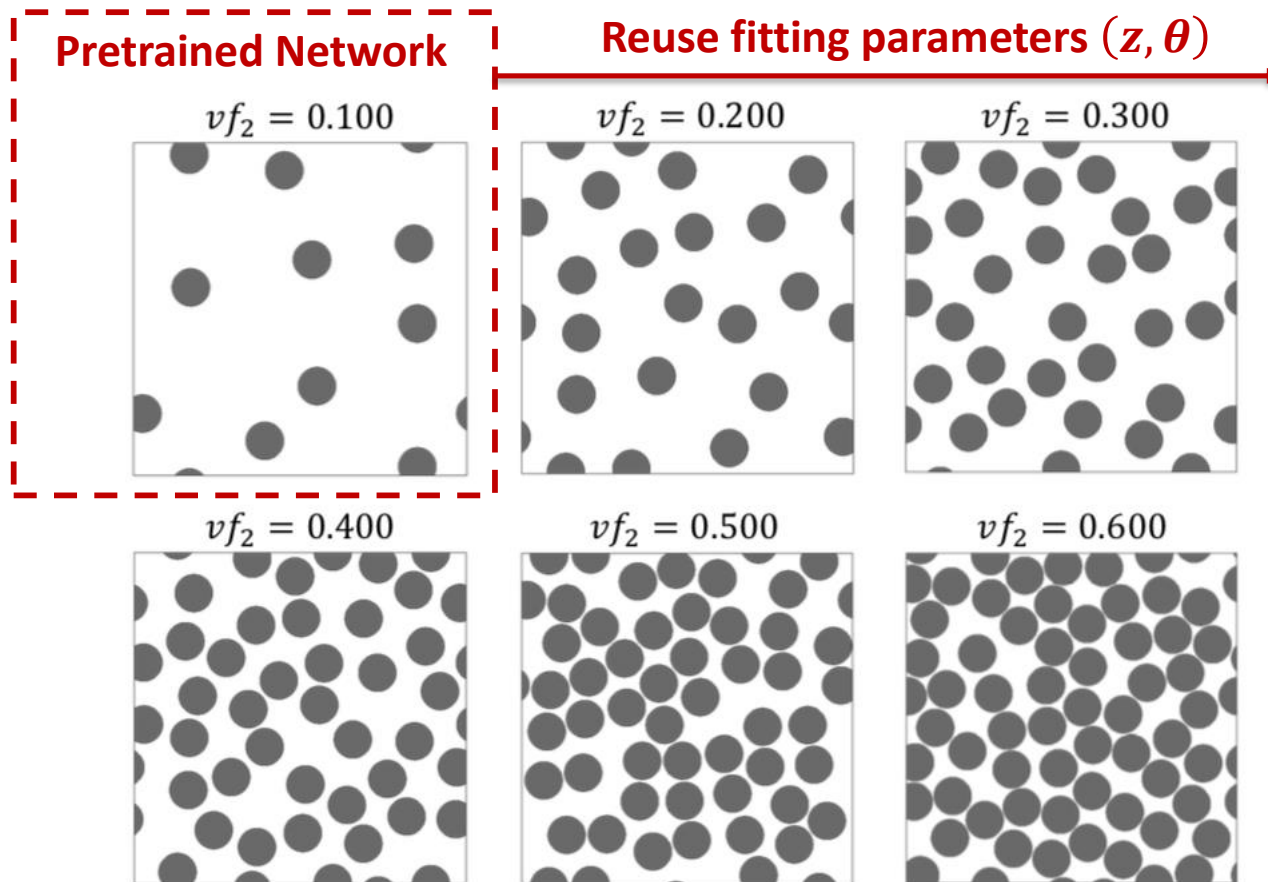 Pretrained Network
Reuse fitting parameters (z, θ)
vf₂ = 0.100
vf₂ = 0.200
vf₂ = 0.300
vf₂ = 0.400
vf₂ = 0.500
vf₂ = 0.600